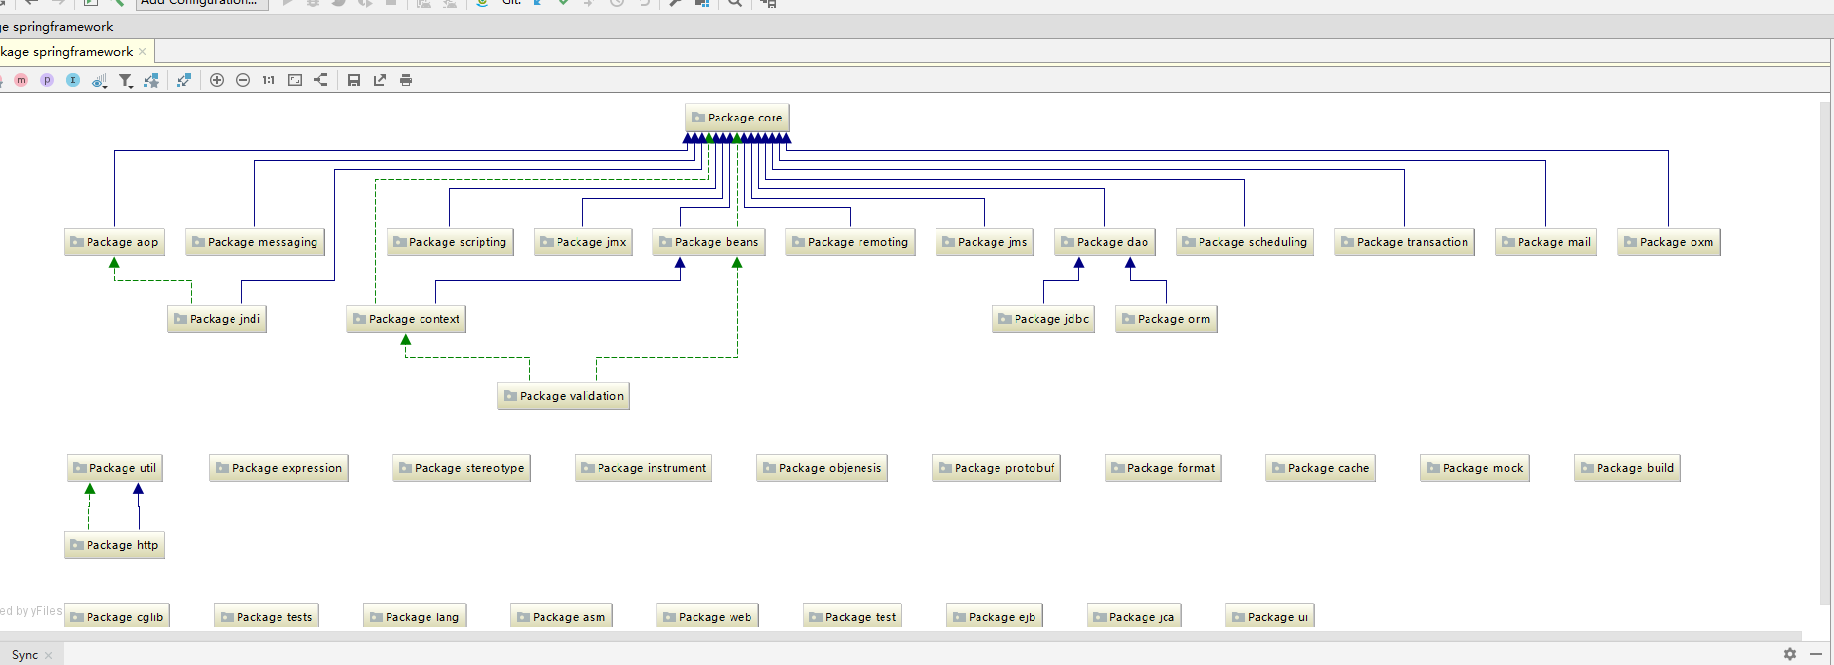 Add Configuration...
Git:
ge springframework
kage springframework
m p I 1:1
Package core
Package aop
Package messaging
Package scripting
Package jmx
Package beans
Package remoting
Package jms
Package dao
Package scheduling
Package transaction
Package mail
Package oxm
Package jndi
Package context
Package jdbc
Package orm
Package validation
Package util
Package expression
Package stereotype
Package instrument
Package objenesis
Package protobuf
Package format
Package cache
Package mock
Package build
Package http
ed by yFiles
Package cglib
Package tests
Package lang
Package asm
Package web
Package test
Package ejb
Package jca
Package ui
Sync